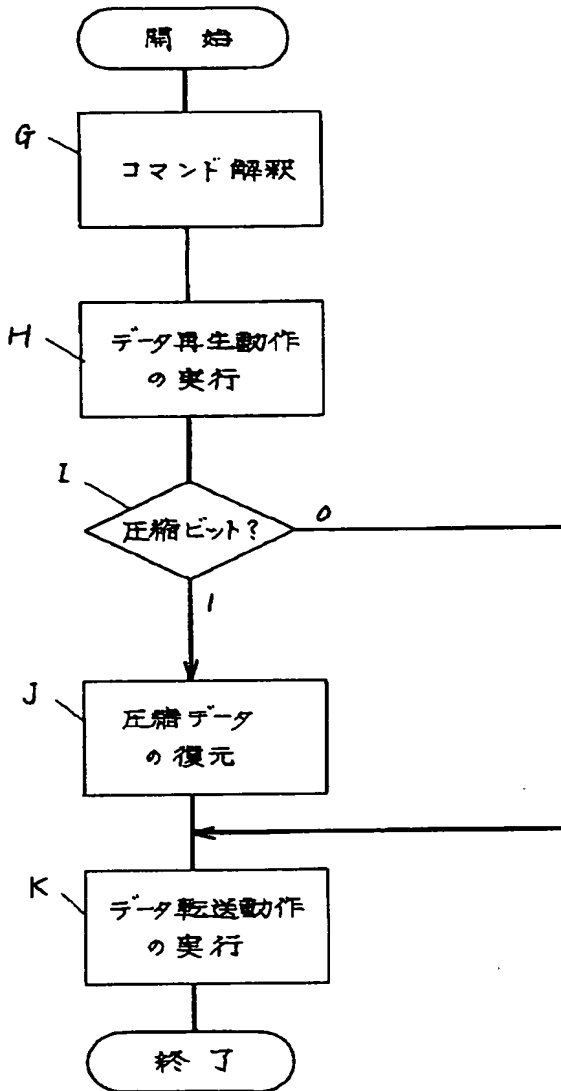 開始
G
コマンド解釈
H
データ再生動作
の実行
I
圧縮ビット?
0
1
J
圧縮データ
の復元
K
データ転送動作
の実行
終了